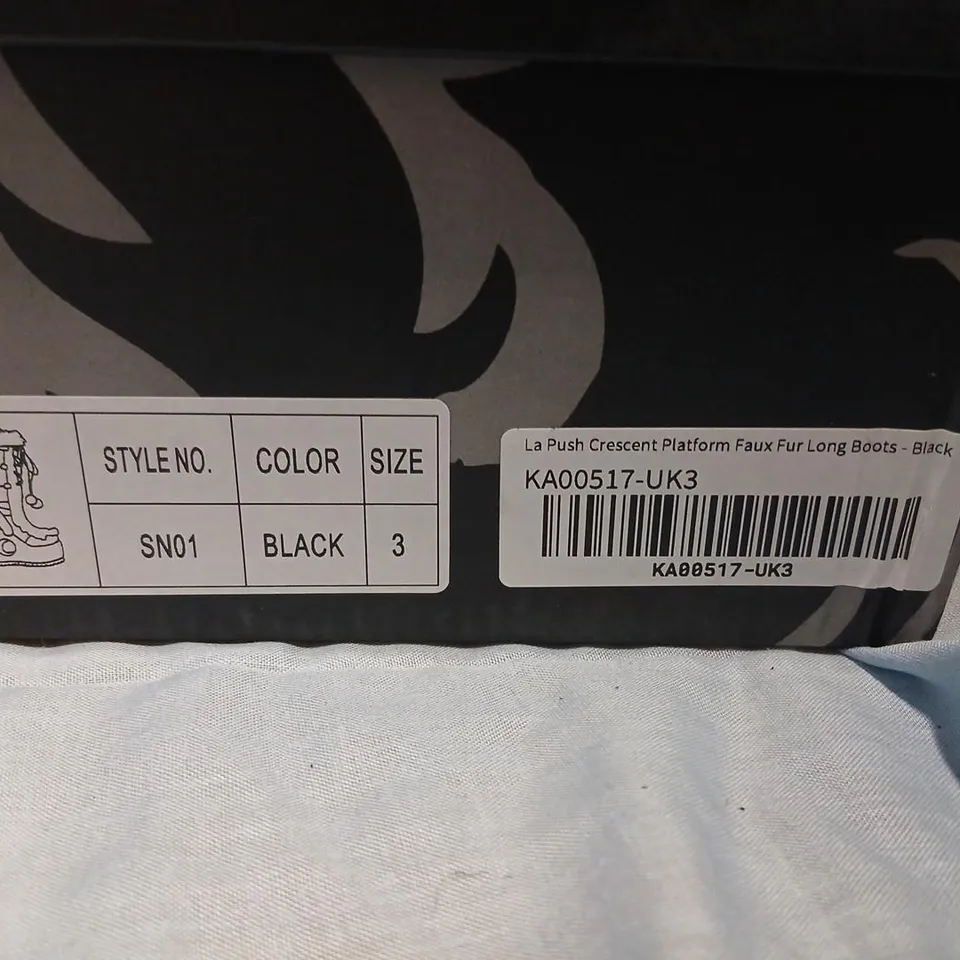 STYLE NO. COLOR SIZE
SN01 BLACK 3
La Push Crescent Platform Faux Fur Long Boots - Black
KA00517-UK3
KA00517-UK3